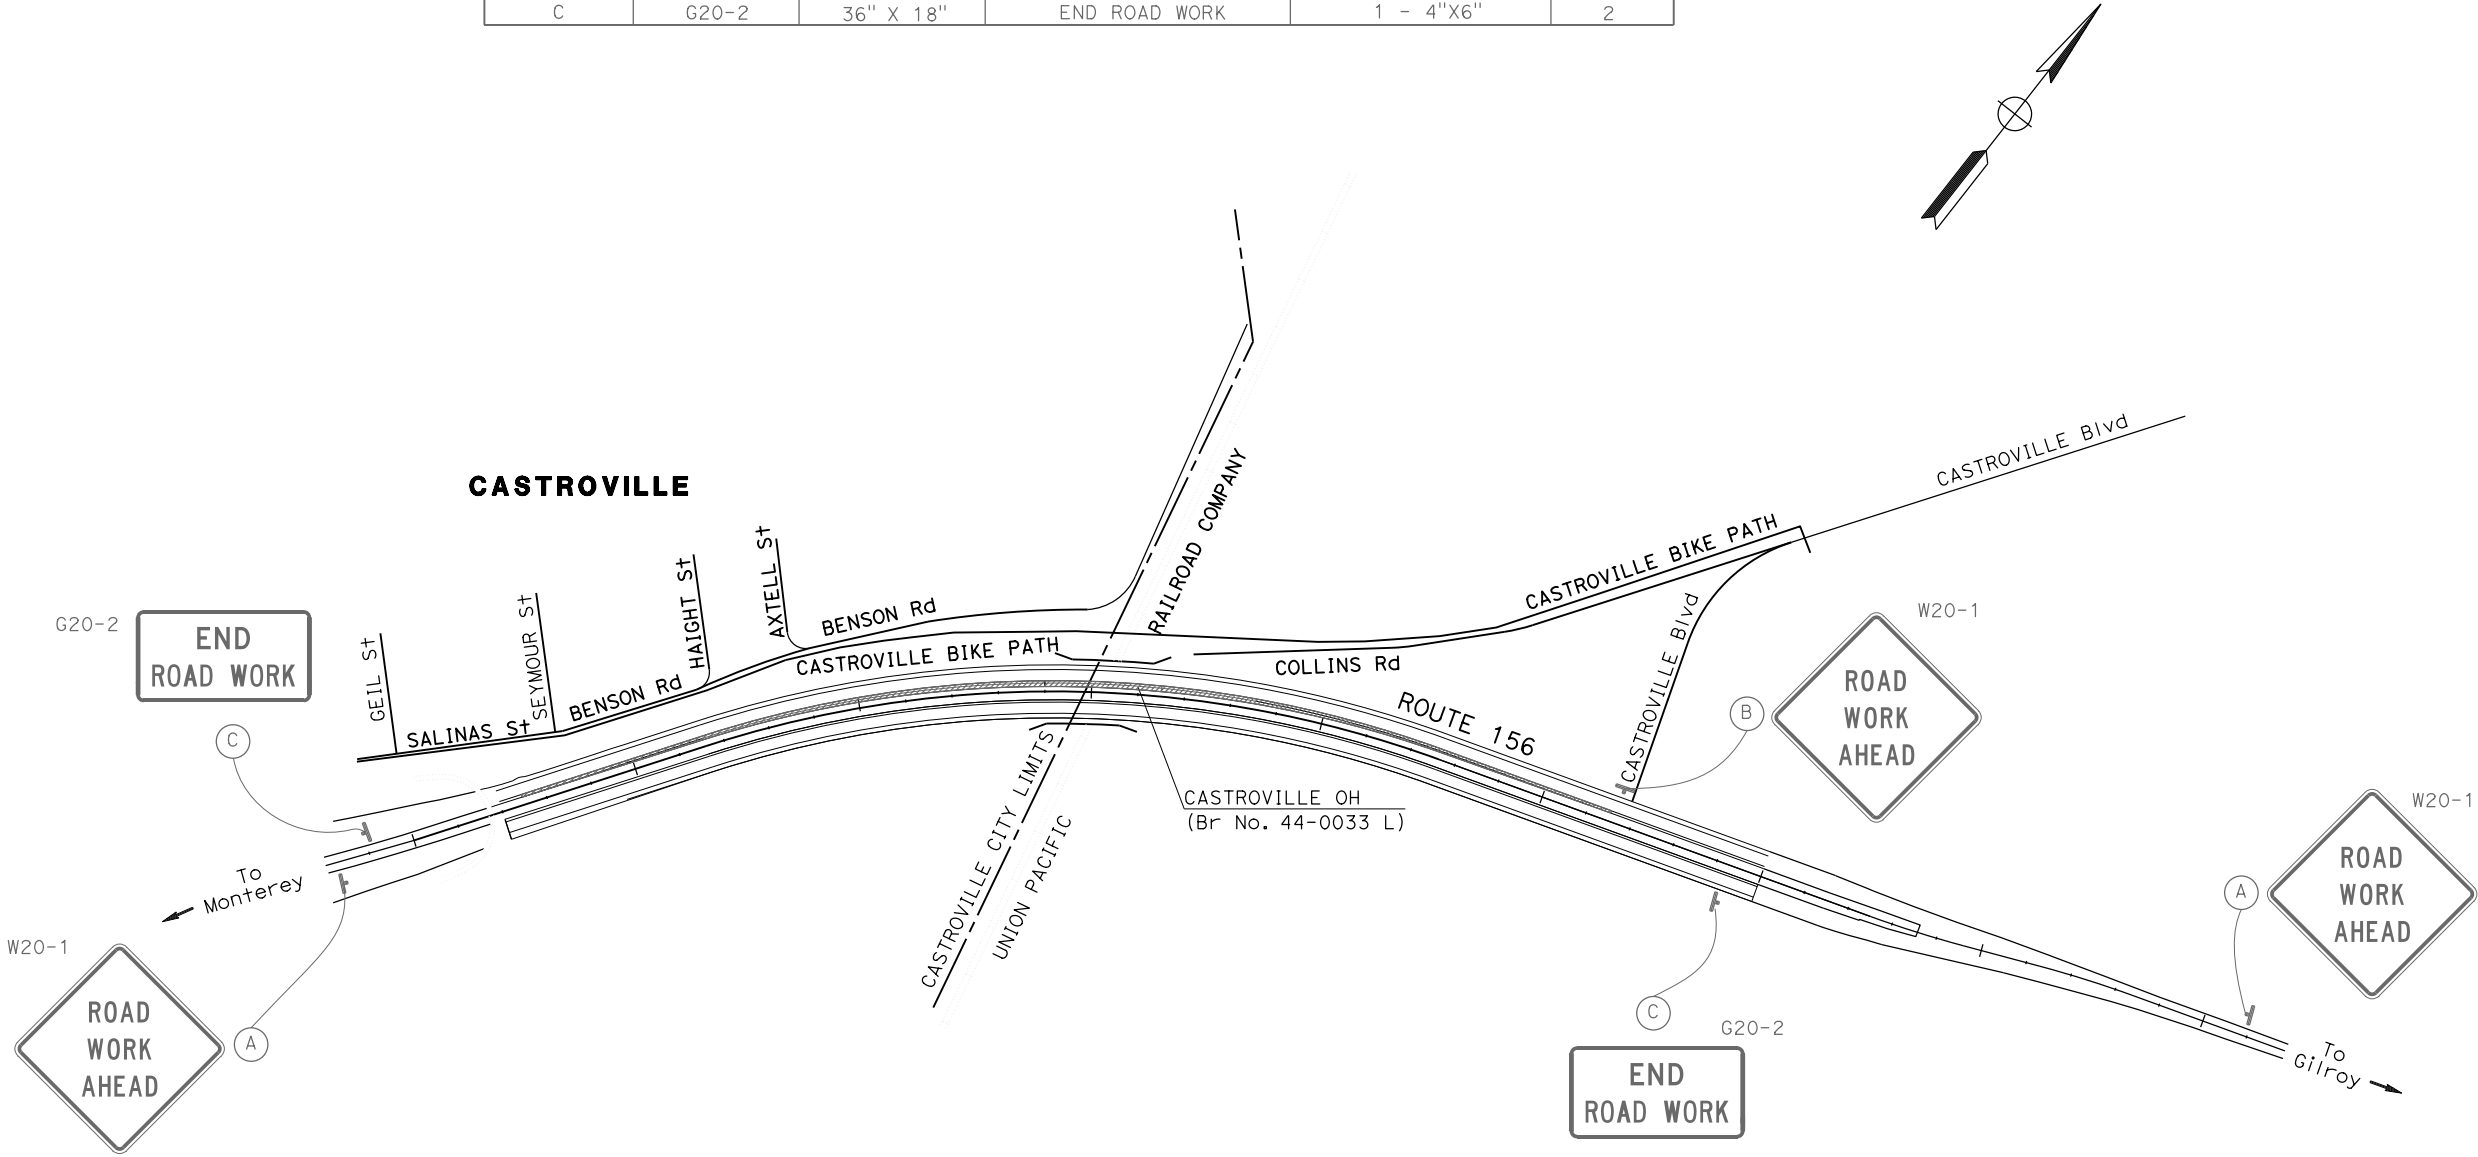 C G20-2 36" X 18" END ROAD WORK 1 - 4"X6" 2
CASTROVILLE Blvd
CASTROVILLE
RAILROAD COMPANY
CASTROVILLE BIKE PATH
AXTELL St
HAIGHT St
SEYMOUR St
GEIL St
BENSON Rd
CASTROVILLE BIKE PATH
BENSON Rd
SALINAS St
COLLINS Rd
ROUTE 156
CASTROVILLE Blvd
G20-2
END
ROAD WORK
C
W20-1
ROAD
WORK
AHEAD
B
CASTROVILLE OH
(Br No. 44-0033 L)
CASTROVILLE CITY LIMITS
UNION PACIFIC
W20-1
ROAD
WORK
AHEAD
A
To
Monterey
W20-1
ROAD
WORK
AHEAD
A
C
G20-2
END
ROAD WORK
To
Gilroy